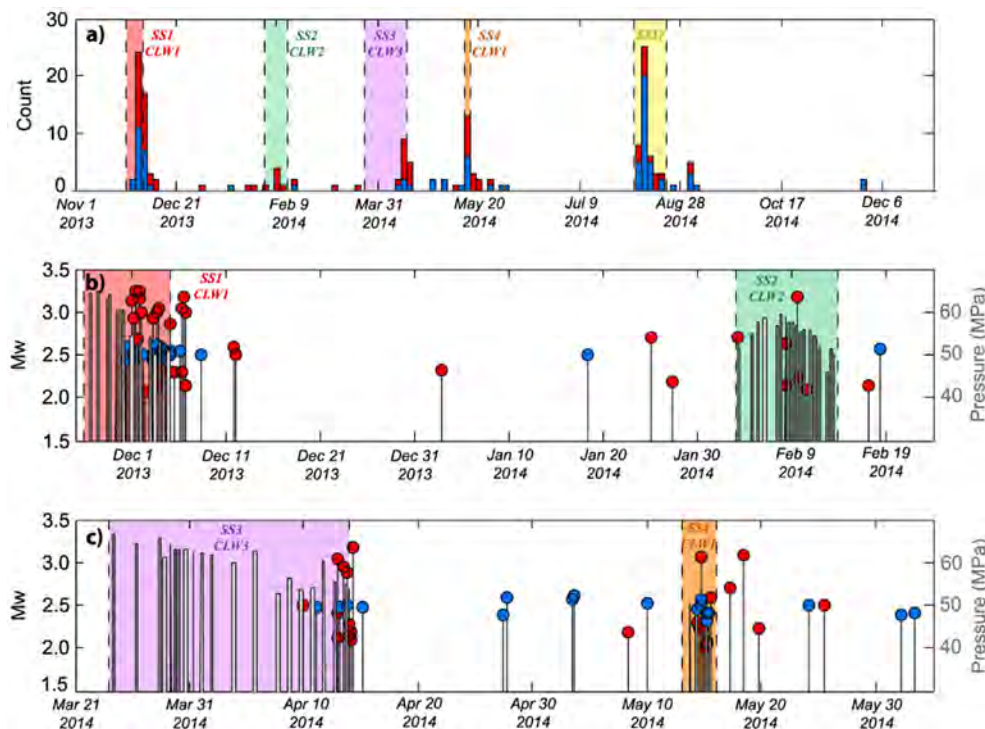 a)
SS1 SS2 SS3 SS4 SS5?
CLW1 CLW2 CLW3 CLW1
Count
30
20
10
0
Nov 1 Dec 21 Feb 9 Mar 31 May 20 Jul 9 Aug 28 Oct 17 Dec 6
2013 2013 2014 2014 2014 2014 2014 2014 2014
b)
SS1 SS2
CLW1 CLW2
Mw
3.5
3.0
2.5
2.0
1.5
60
50
40
Pressure (MPa)
Dec 1 Dec 11 Dec 21 Dec 31 Jan 10 Jan 20 Jan 30 Feb 9 Feb 19
2013 2013 2013 2013 2014 2014 2014 2014 2014
c)
SS3 SS4
CLW3 CLW1
Mw
3.5
3.0
2.5
2.0
1.5
60
50
40
Pressure (MPa)
Mar 21 Mar 31 Apr 10 Apr 20 Apr 30 May 10 May 20 May 30
2014 2014 2014 2014 2014 2014 2014 2014